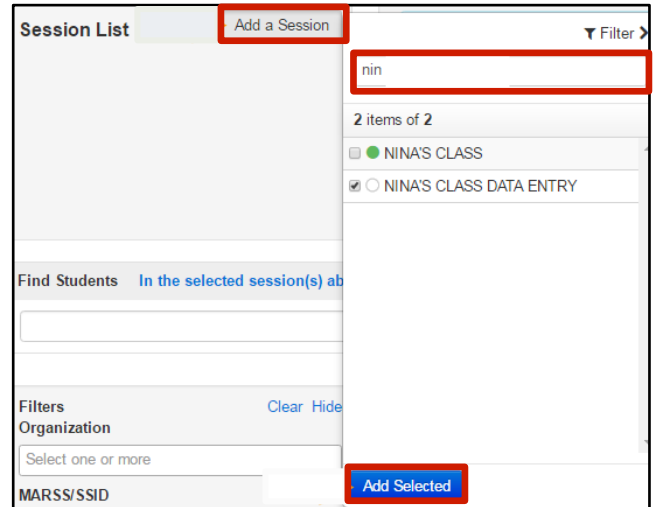 Session List
Add a Session
Filter
nin
2 items of 2
NINA'S CLASS
NINA'S CLASS DATA ENTRY
Find Students In the selected session(s) ab
Filters
Clear Hide
Organization
Select one or more
MARSS/SSID
Add Selected